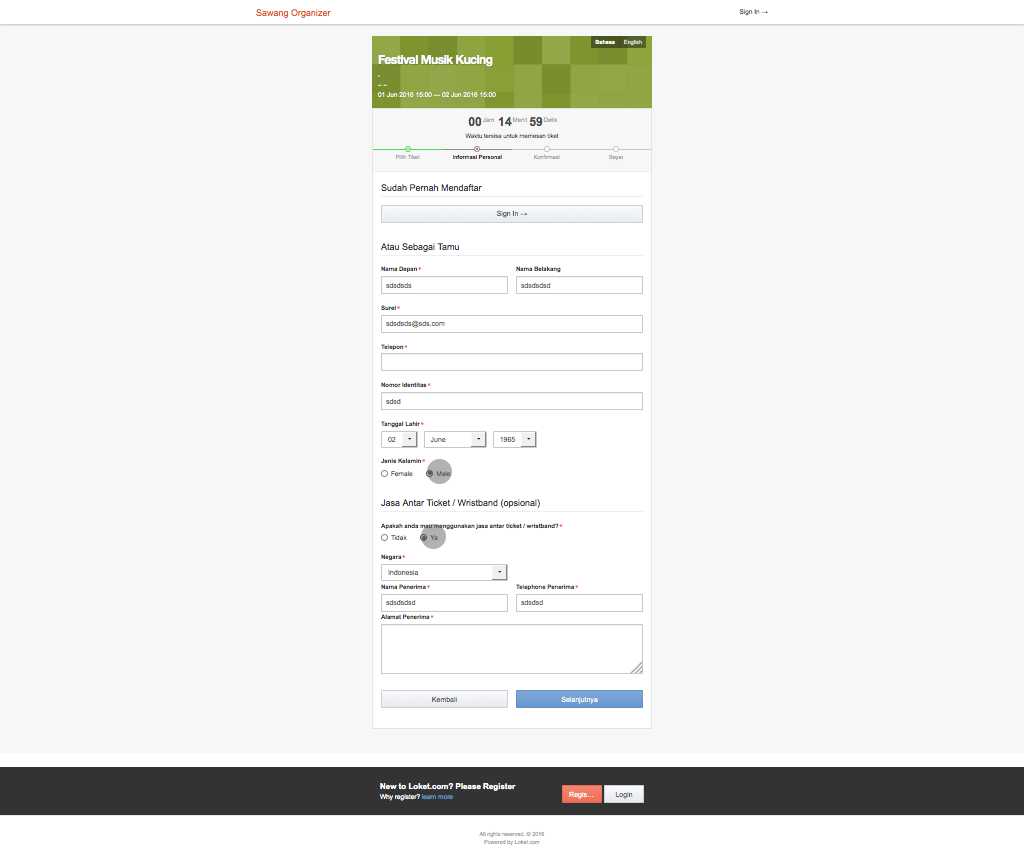 Sawang Organizer
Sign In →
Bahasa English
Festival Musik Kucing
-
- --
01 Jun 2016 15:00 — 02 Jun 2016 15:00
00 Jam 14 Menit 59 Detik
Waktu tersisa untuk memesan tiket
Pilih Tiket Informasi Personal Konfirmasi Bayar
Sudah Pernah Mendaftar
Sign In →
Atau Sebagai Tamu
Nama Depan* Nama Belakang
sdsdsds sdsdsdsd
Surel*
sdsdsds@sds.com
Telepon*
Nomor Identitas*
sdsd
Tanggal Lahir*
02 June 1965
Jenis Kelamin*
Female Male
Jasa Antar Ticket / Wristband (opsional)
Apakah anda mau menggunakan jasa antar ticket / wristband?*
Tidak Ya
Negara*
Indonesia
Nama Penerima* Telephone Penerima*
sdsdsdsd sdsdsd
Alamat Penerima*
Kembali Selanjutnya
New to Loket.com? Please Register
Why register? learn more
Regis... Login
All rights reserved. © 2016
Powered by Loket.com